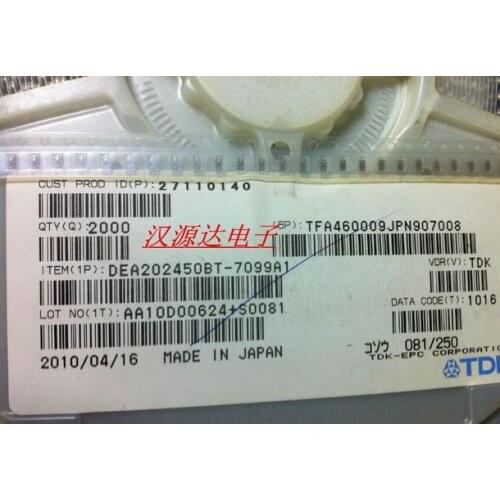 CUST PROD ID(P): 27110140
QTY(Q): 2000
汉源达电子
(SP): TFA460009JPN907008
ITEM(1P): DEA202450BT-7099A1
VDR(V): TDK
LOT NO(1T): AA10D00624+S0081
DATA CODE(T): 1016
2010/04/16 MADE IN JAPAN
コソウ 081/250
TDK-EPC CORPORATION
TDK